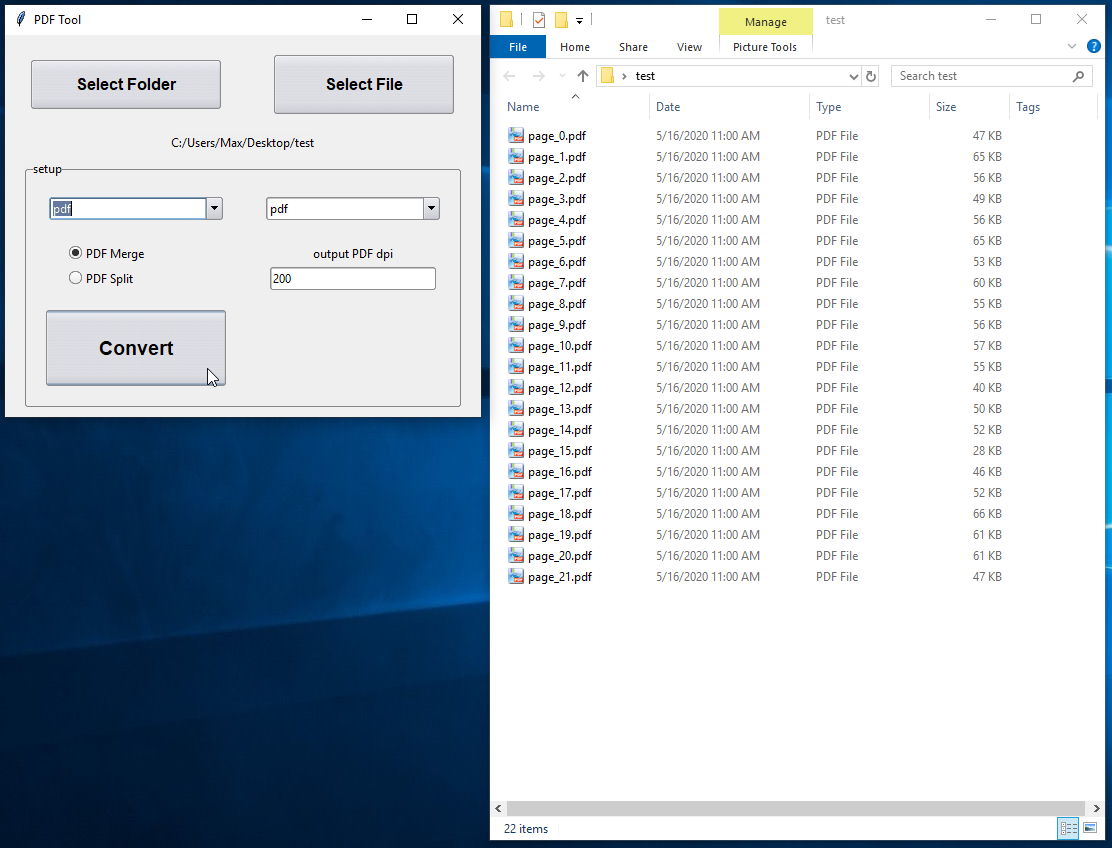 PDF Tool
Select Folder
Select File
C:/Users/Max/Desktop/test
setup
pdf
pdf
PDF Merge
output PDF dpi
PDF Split
200
Convert
Manage
test
File
Home
Share
View
Picture Tools
?
test
Search test
Name
Date
Type
Size
Tags
page_0.pdf 5/16/2020 11:00 AM PDF File 47 KB
page_1.pdf 5/16/2020 11:00 AM PDF File 65 KB
page_2.pdf 5/16/2020 11:00 AM PDF File 56 KB
page_3.pdf 5/16/2020 11:00 AM PDF File 49 KB
page_4.pdf 5/16/2020 11:00 AM PDF File 56 KB
page_5.pdf 5/16/2020 11:00 AM PDF File 65 KB
page_6.pdf 5/16/2020 11:00 AM PDF File 53 KB
page_7.pdf 5/16/2020 11:00 AM PDF File 60 KB
page_8.pdf 5/16/2020 11:00 AM PDF File 55 KB
page_9.pdf 5/16/2020 11:00 AM PDF File 56 KB
page_10.pdf 5/16/2020 11:00 AM PDF File 57 KB
page_11.pdf 5/16/2020 11:00 AM PDF File 55 KB
page_12.pdf 5/16/2020 11:00 AM PDF File 40 KB
page_13.pdf 5/16/2020 11:00 AM PDF File 50 KB
page_14.pdf 5/16/2020 11:00 AM PDF File 52 KB
page_15.pdf 5/16/2020 11:00 AM PDF File 28 KB
page_16.pdf 5/16/2020 11:00 AM PDF File 46 KB
page_17.pdf 5/16/2020 11:00 AM PDF File 52 KB
page_18.pdf 5/16/2020 11:00 AM PDF File 66 KB
page_19.pdf 5/16/2020 11:00 AM PDF File 61 KB
page_20.pdf 5/16/2020 11:00 AM PDF File 61 KB
page_21.pdf 5/16/2020 11:00 AM PDF File 47 KB
22 items